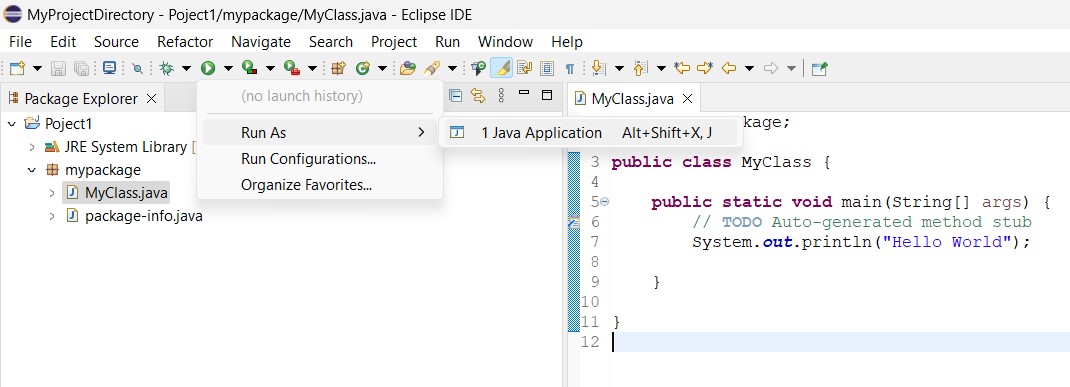 MyProjectDirectory - Poject1/mypackage/MyClass.java - Eclipse IDE
File Edit Source Refactor Navigate Search Project Run Window Help
Package Explorer
Poject1
JRE System Library [
mypackage
MyClass.java
package-info.java
(no launch history)
Run As
Run Configurations...
Organize Favorites...
1 Java Application Alt+Shift+X, J
MyClass.java
kage;
3 public class MyClass {
4
5 public static void main(String[] args) {
6 // TODO Auto-generated method stub
7 System.out.println("Hello World");
8
9 }
10
11 }
12